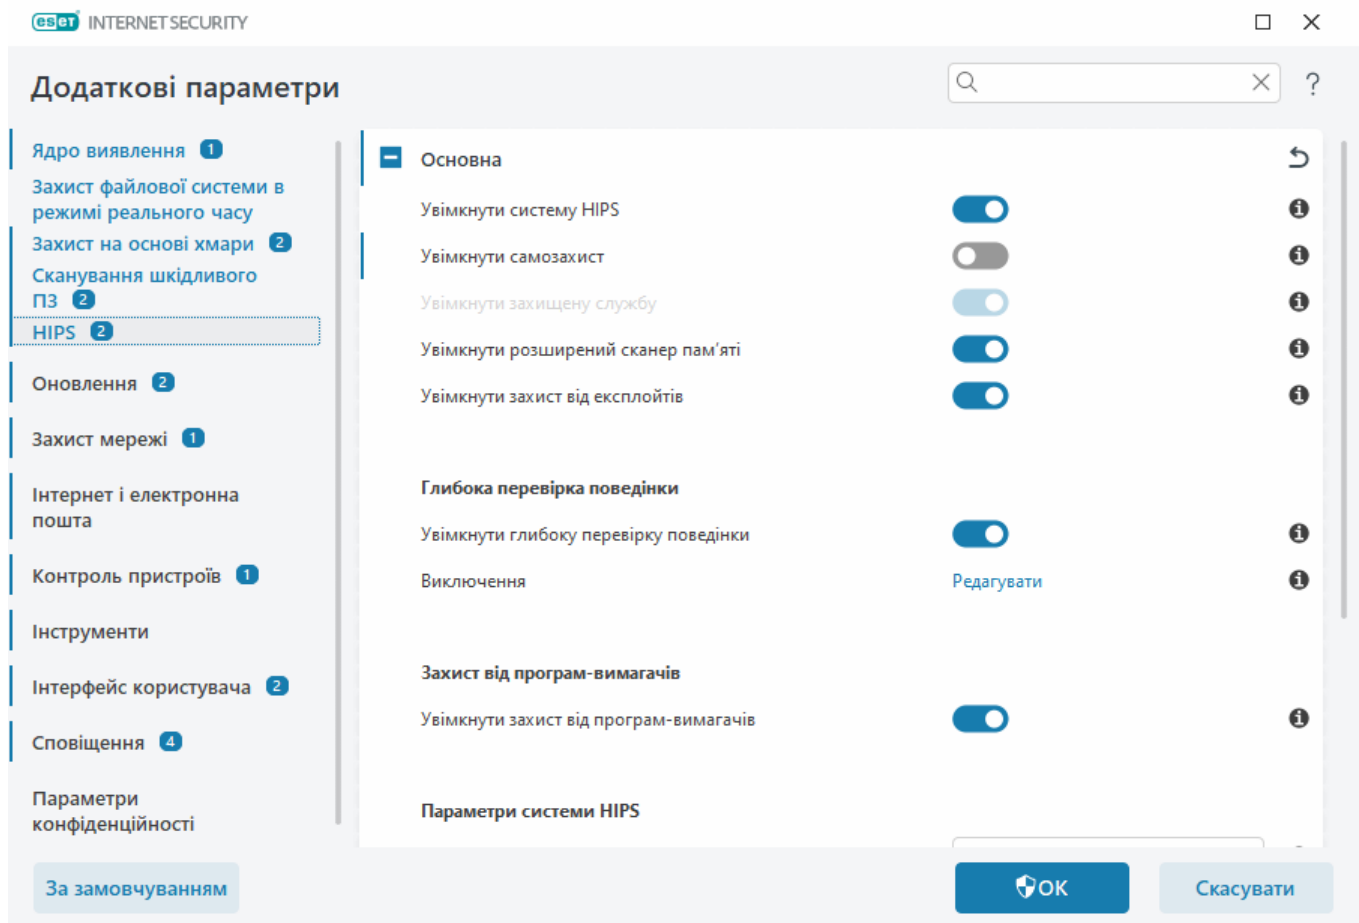 eset INTERNET SECURITY
Додаткові параметри
?
Ядро виявлення 1
Захист файлової системи в
режимі реального часу
Захист на основі хмари 2
Сканування шкідливого
ПЗ 2
HIPS 2
Оновлення 2
Захист мережі 1
Інтернет і електронна
пошта
Контроль пристроїв 1
Інструменти
Інтерфейс користувача 2
Сповіщення 4
Параметри
конфіденційності
Основна
Увімкнути систему HIPS
Увімкнути самозахист
Увімкнути захищену службу
Увімкнути розширений сканер пам’яті
Увімкнути захист від експлойтів
Глибока перевірка поведінки
Увімкнути глибоку перевірку поведінки
Виключення Редагувати
Захист від програм-вимагачів
Увімкнути захист від програм-вимагачів
Параметри системи HIPS
За замовчуванням
ОК
Скасувати